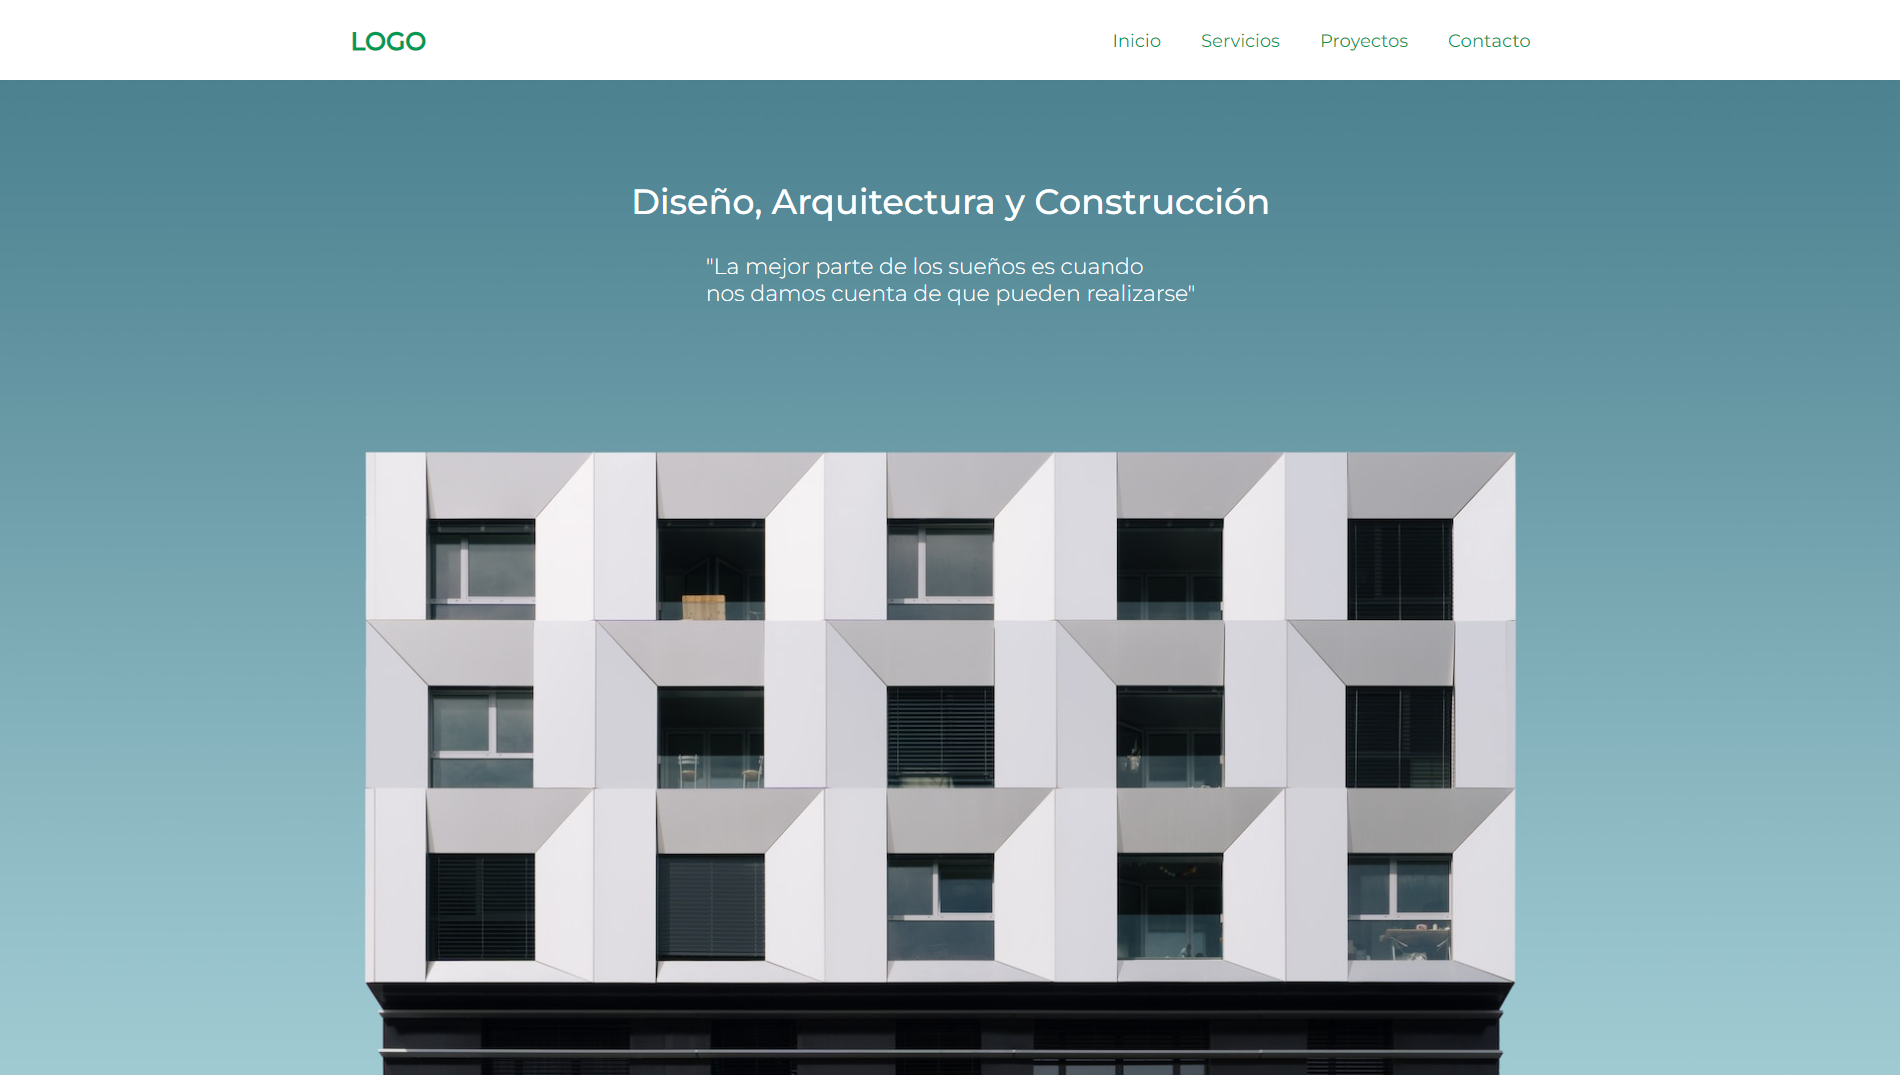 LOGO
Inicio
Servicios
Proyectos
Contacto
Diseño, Arquitectura y Construcción
"La mejor parte de los sueños es cuando
nos damos cuenta de que pueden realizarse"